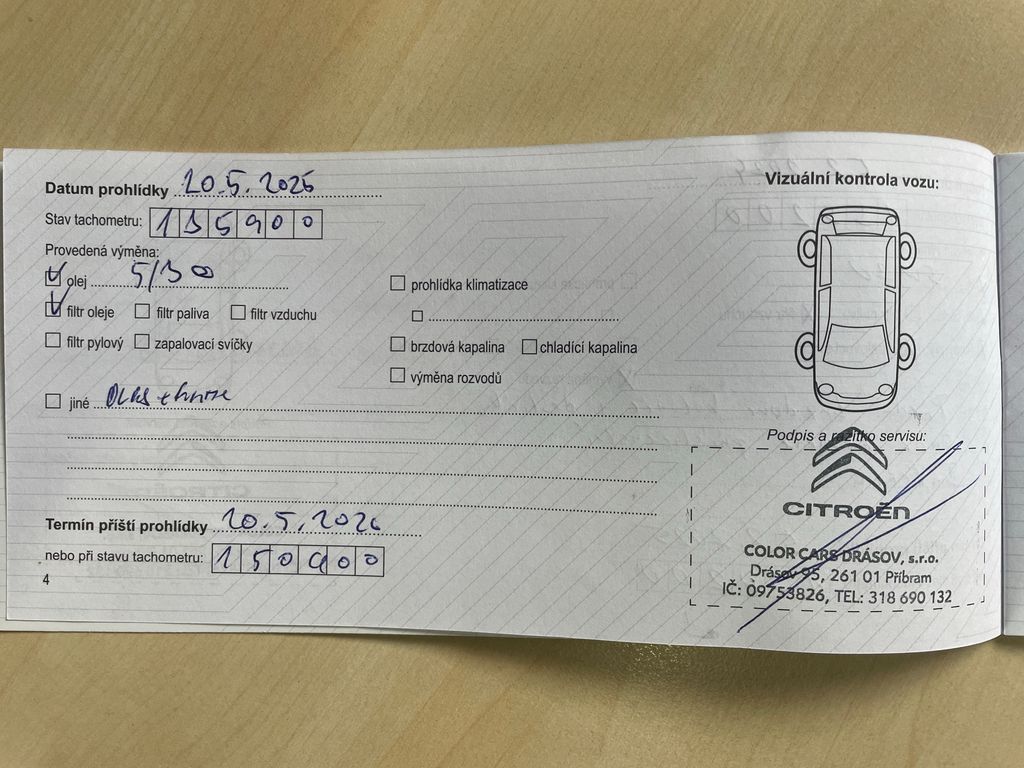 Datum prohlídky 20.5.2025
Stav tachometru: 135900
Provedená výměna:
olej 5/30
filtr oleje filtr paliva filtr vzduchu
filtr pylový zapalovací svíčky
prohlídka klimatizace
brzdová kapalina chladící kapalina
výměna rozvodů
jiné
Termín příští prohlídky 20.5.2026
nebo při stavu tachometru: 150900
4
Vizuální kontrola vozu:
Podpis a razítko servisu:
CITROËN
COLOR CARS DRÁSOV, s.r.o.
Drásov 95, 261 01 Příbram
IČ: 09753826, TEL: 318 690 132